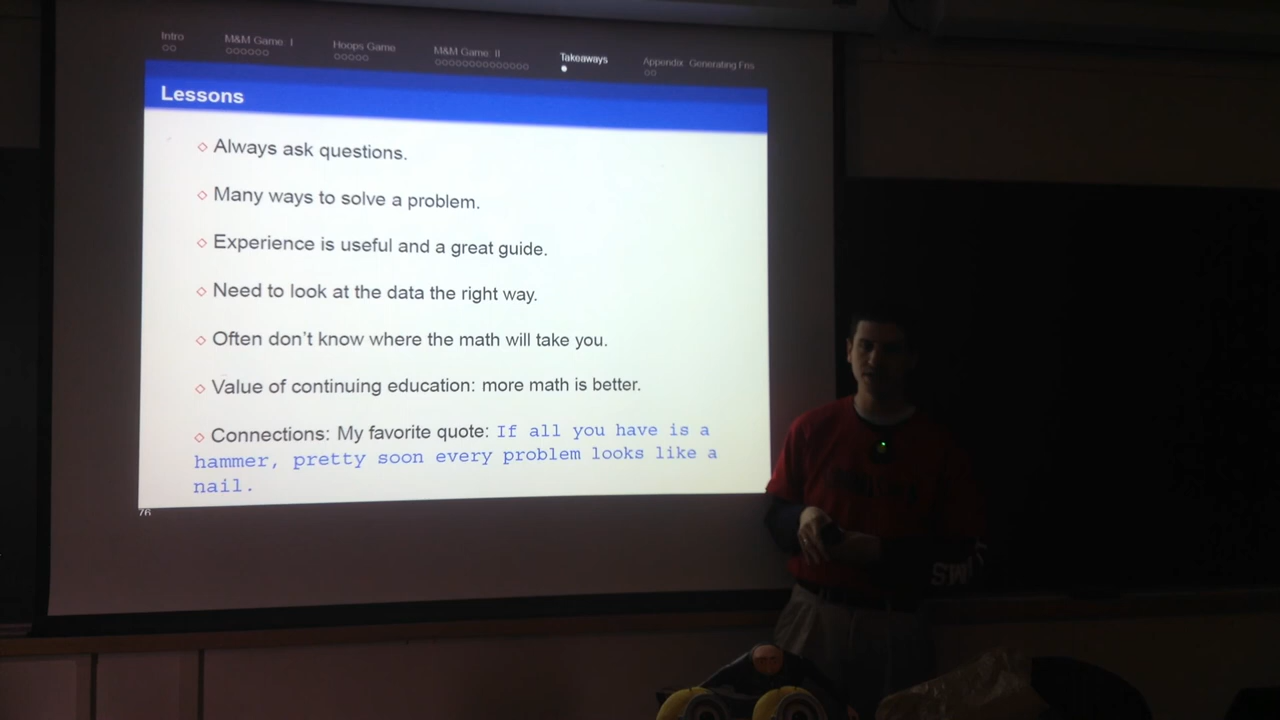 Intro
M&M Game: I
Hoops Game
M&M Game: II
Takeaways
Appendix: Generating Fns
Lessons
Always ask questions.
Many ways to solve a problem.
Experience is useful and a great guide.
Need to look at the data the right way.
Often don't know where the math will take you.
Value of continuing education: more math is better.
Connections: My favorite quote: If all you have is a
hammer, pretty soon every problem looks like a
nail.
76